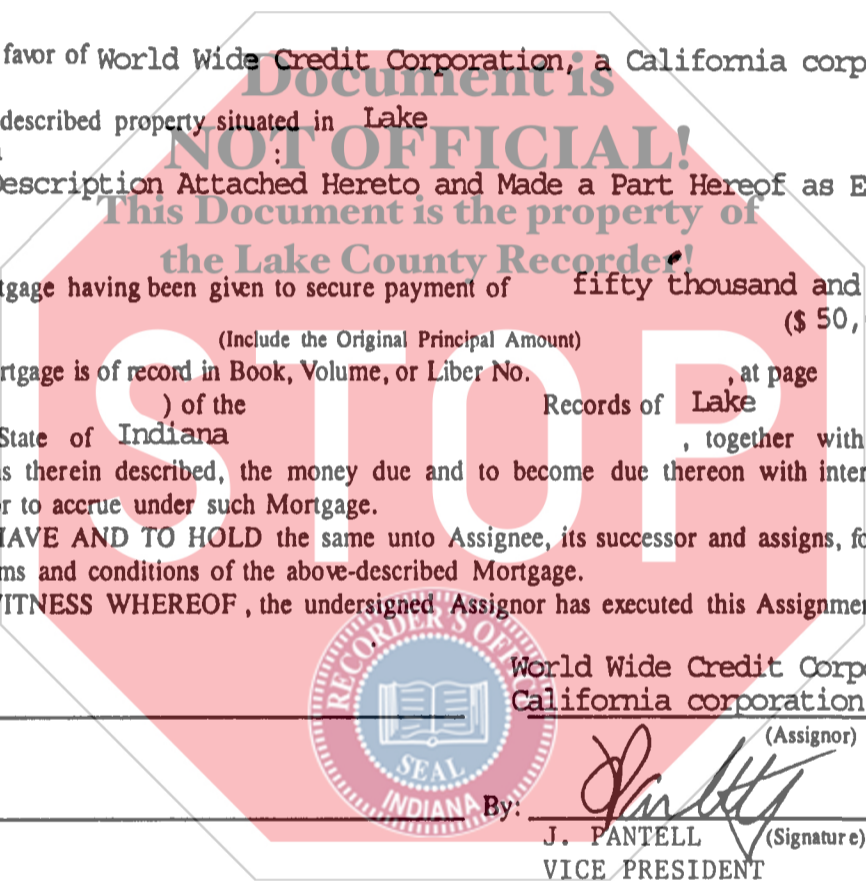 favor of World Wide Credit Corporation, a California corp
Document is
described property situated in Lake
NOT OFFICIAL!
:
Description Attached Hereto and Made a Part Hereof as E
This Document is the property of
the Lake County Recorder!
tgage having been given to secure payment of fifty thousand and
($ 50,
(Include the Original Principal Amount)
rtgage is of record in Book, Volume, or Liber No. , at page
) of the Records of Lake
State of Indiana , together with
s therein described, the money due and to become due thereon with inter
r to accrue under such Mortgage.
STOP
HAVE AND TO HOLD the same unto Assignee, its successor and assigns, fo
ms and conditions of the above-described Mortgage.
WITNESS WHEREOF, the undersigned Assignor has executed this Assignme
RECORDER'S OFFICE
World Wide Credit Corp
California corporation
(Assignor)
SEAL
INDIANA
By:
J. PANTELL (Signature)
VICE PRESIDENT